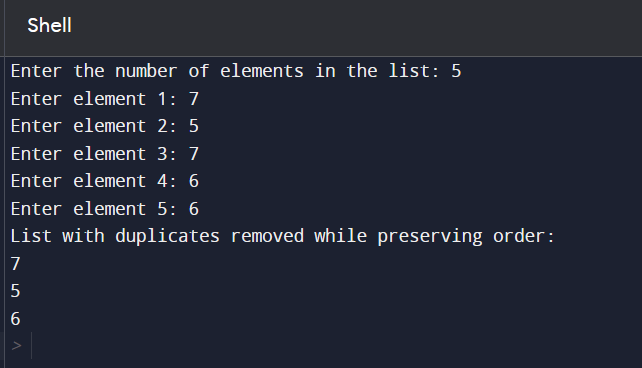 Shell
Enter the number of elements in the list: 5
Enter element 1: 7
Enter element 2: 5
Enter element 3: 7
Enter element 4: 6
Enter element 5: 6
List with duplicates removed while preserving order:
7
5
6
>